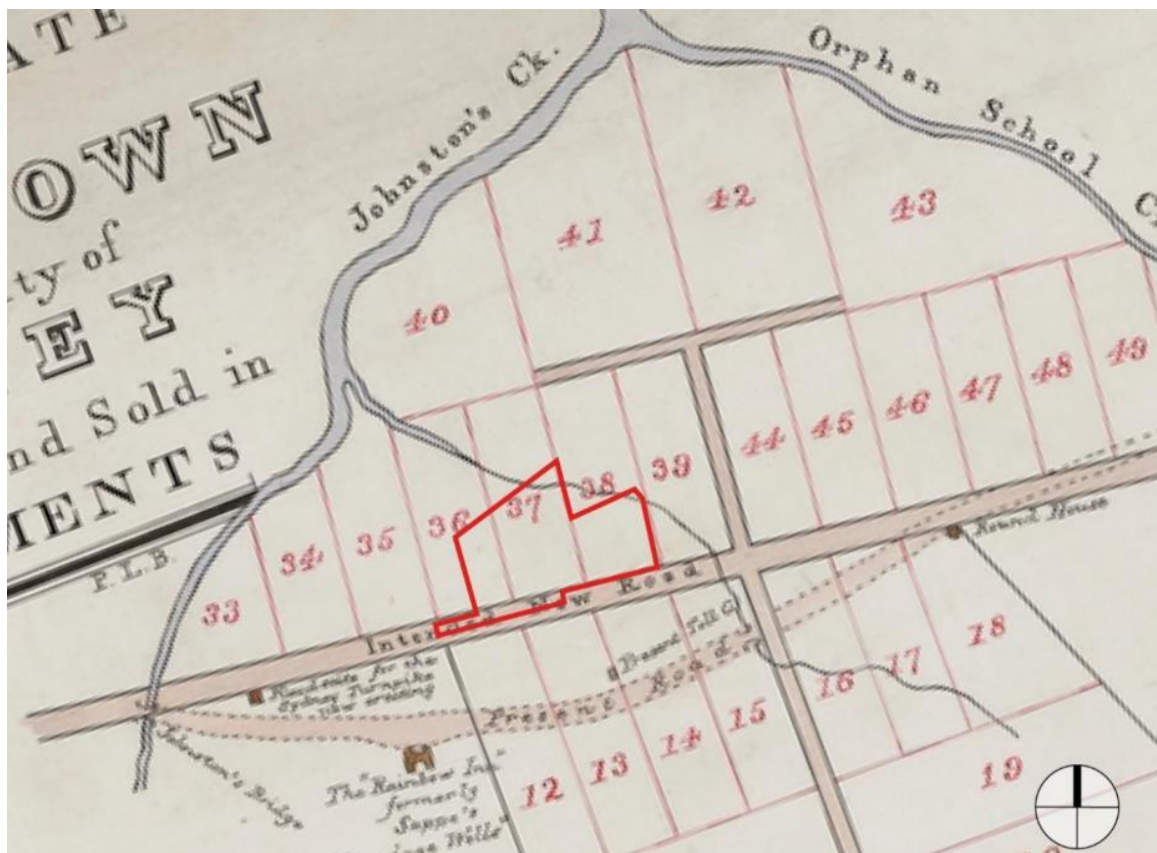 ATE
OWN
ity of
EY
nd Sold in
MENTS
P.L.B.
Johnston's Ck.
Orphan School C
41
42
43
40
44
45
46
47
48
49
39
38
37
36
35
34
33
Intended New Road
Round House
Present Toll G.
Present Road
Roadside for the
Sydney Turnpike
now erecting
Johnston's Bridge
The "Rainbow Inn"
formerly
12
13
14
15
16
17
18
19